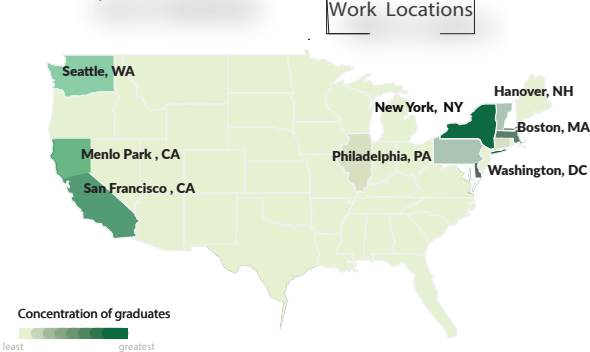 Work Locations
Seattle, WA
Hanover, NH
New York, NY
Boston, MA
Menlo Park , CA
Philadelphia, PA
Washington, DC
San Francisco , CA
Concentration of graduates
least
greatest